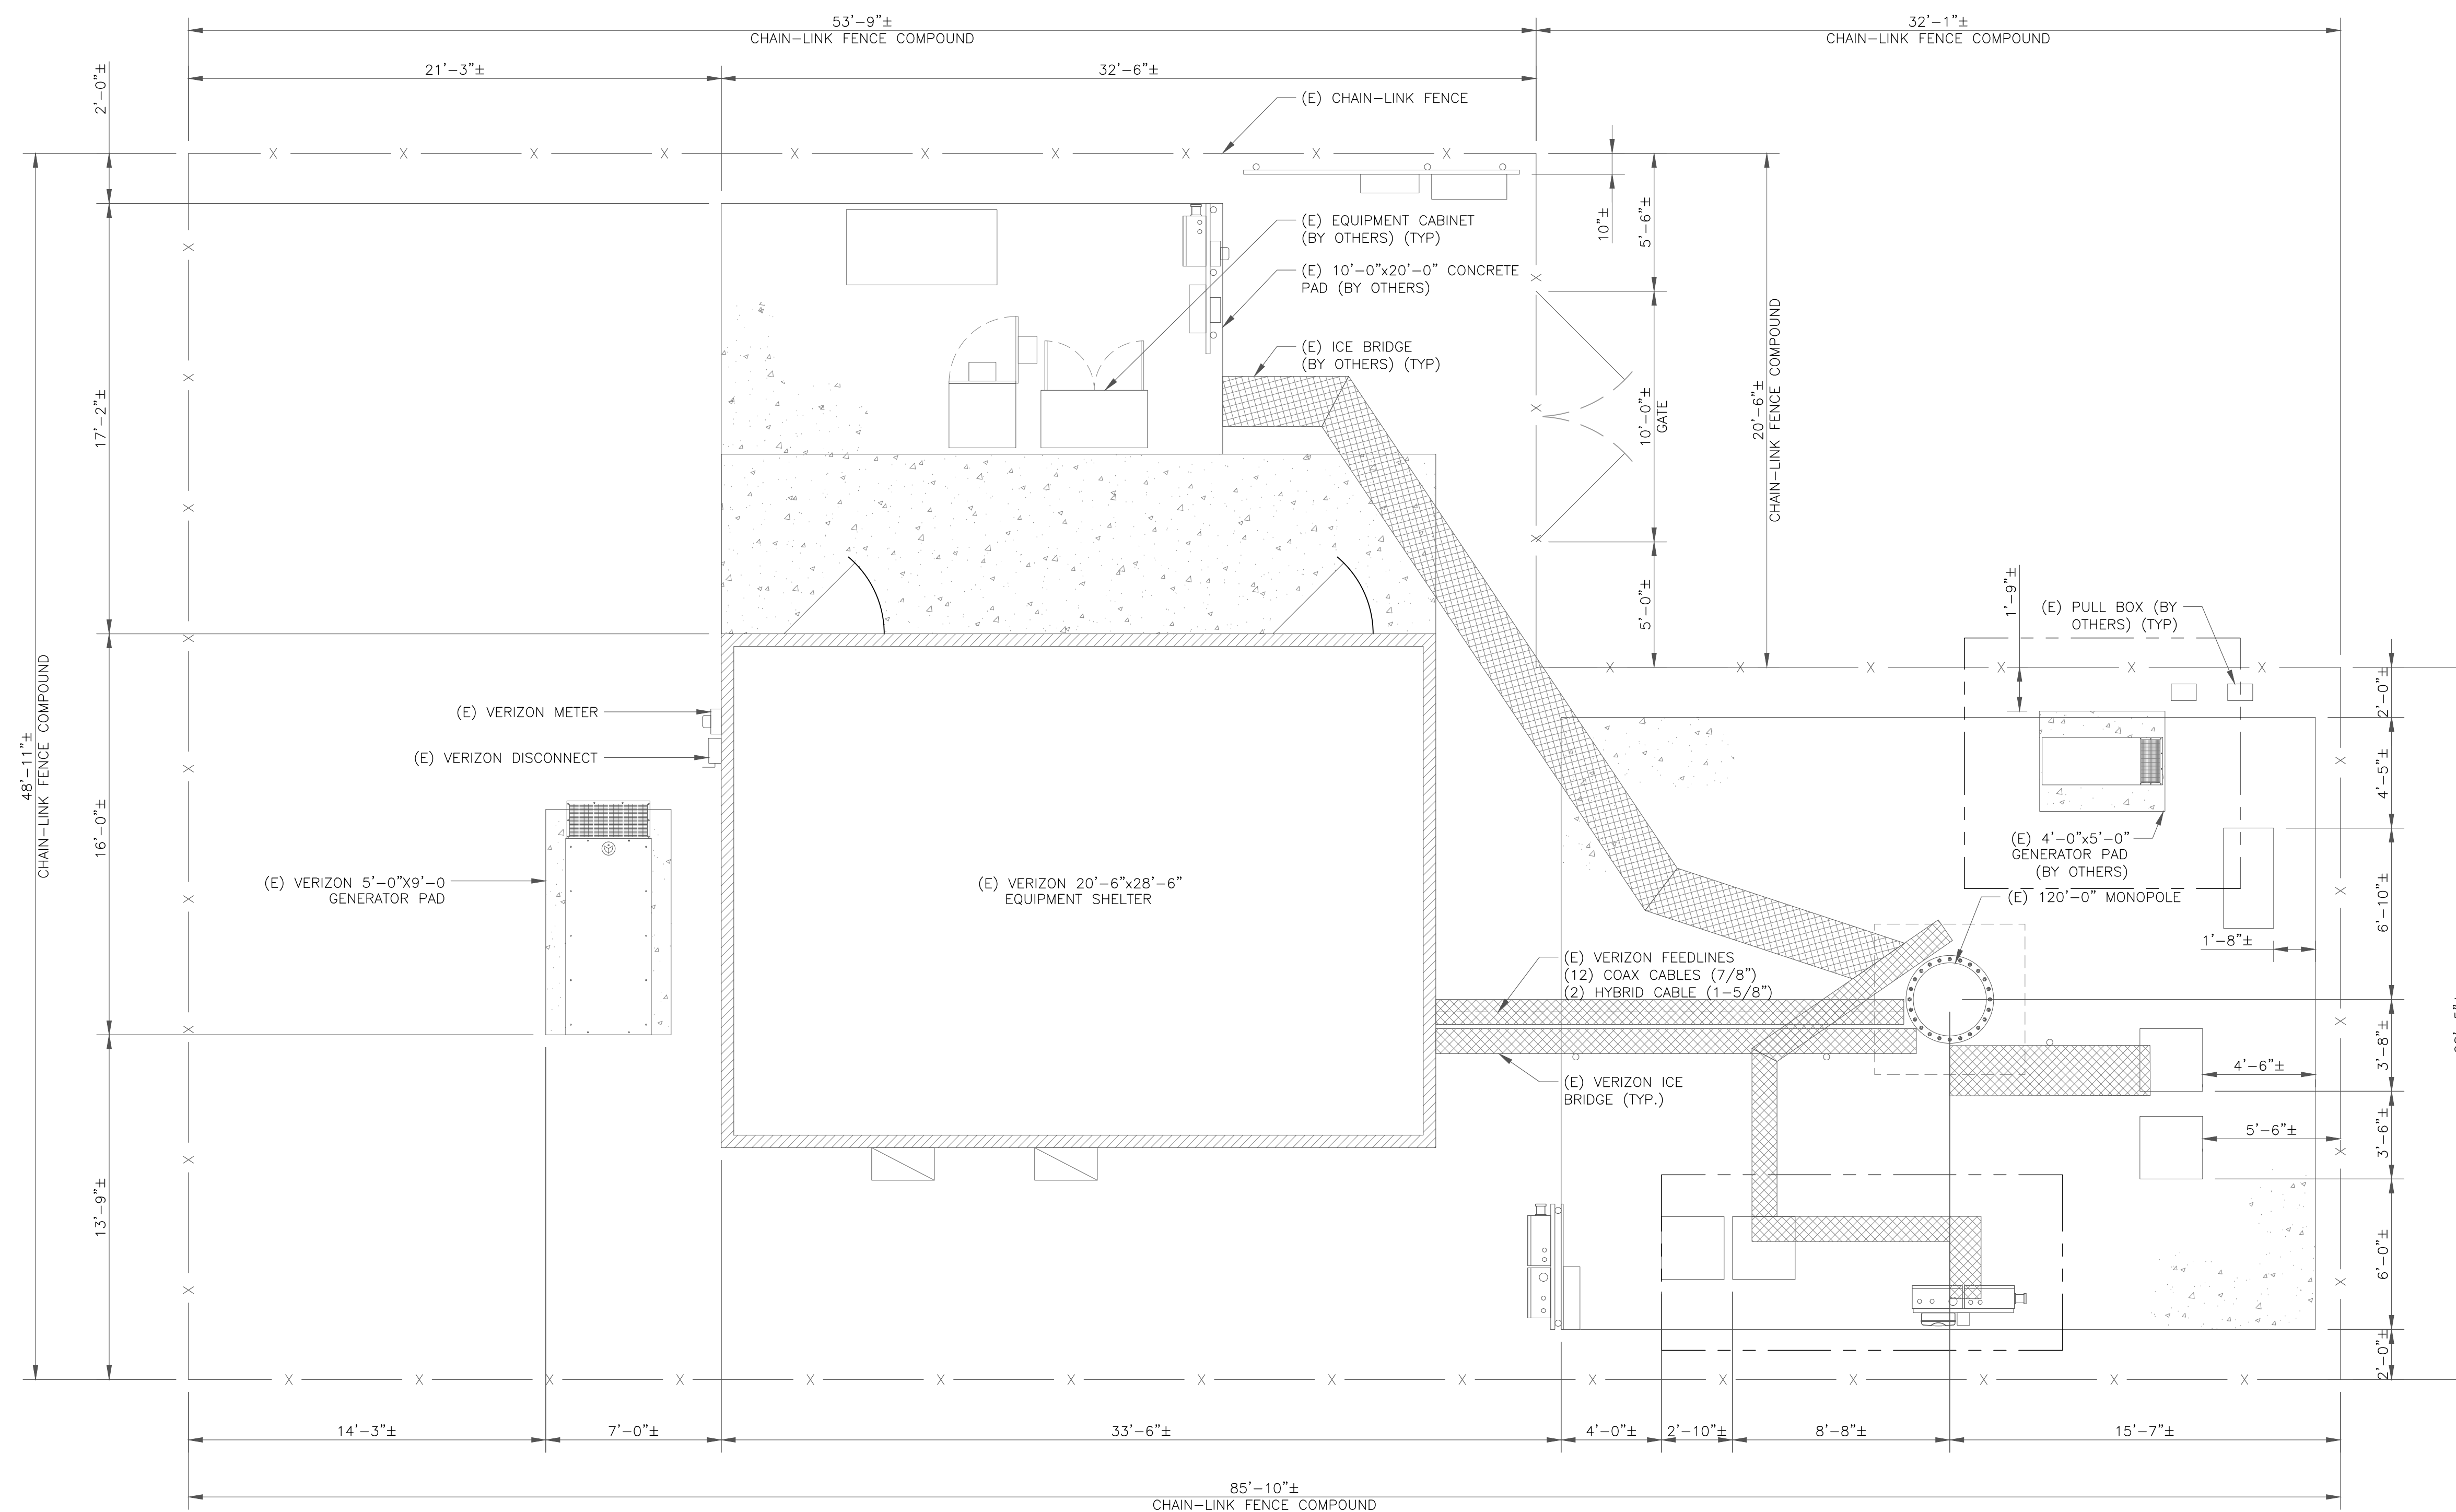 53'-9"±
CHAIN-LINK FENCE COMPOUND
32'-1"±
CHAIN-LINK FENCE COMPOUND
21'-3"±
32'-6"±
2'-0"±
(E) CHAIN-LINK FENCE
(E) EQUIPMENT CABINET
(BY OTHERS) (TYP)
(E) 10'-0"x20'-0" CONCRETE
PAD (BY OTHERS)
(E) ICE BRIDGE
(BY OTHERS) (TYP)
10"±
5'-6"±
10'-0"±
GATE
5'-0"±
20'-6"±
CHAIN-LINK FENCE COMPOUND
17'-2"±
48'-11"±
CHAIN-LINK FENCE COMPOUND
16'-0"±
13'-9"±
(E) VERIZON METER
(E) VERIZON DISCONNECT
(E) VERIZON 5'-0"X9'-0
GENERATOR PAD
(E) VERIZON 20'-6"x28'-6"
EQUIPMENT SHELTER
1'-9"±
(E) PULL BOX (BY
OTHERS) (TYP)
(E) 4'-0"x5'-0"
GENERATOR PAD
(BY OTHERS)
(E) 120'-0" MONOPOLE
(E) VERIZON FEEDLINES
(12) COAX CABLES (7/8")
(2) HYBRID CABLE (1-5/8")
(E) VERIZON ICE
BRIDGE (TYP.)
2'-0"±
4'-5"±
6'-10"±
1'-8"±
3'-8"±
4'-6"±
3'-6"±
5'-6"±
6'-0"±
2'-0"±
14'-3"±
7'-0"±
33'-6"±
4'-0"±
2'-10"±
8'-8"±
15'-7"±
85'-10"±
CHAIN-LINK FENCE COMPOUND